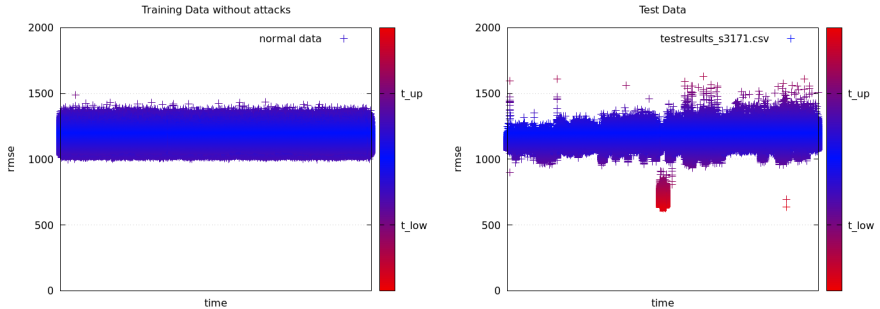 Training Data without attacks
2000
1500
1000
500
0
rmse
time
normal data
t_up
t_low
Test Data
2000
1500
1000
500
0
rmse
time
testresults_s3171.csv
t_up
t_low